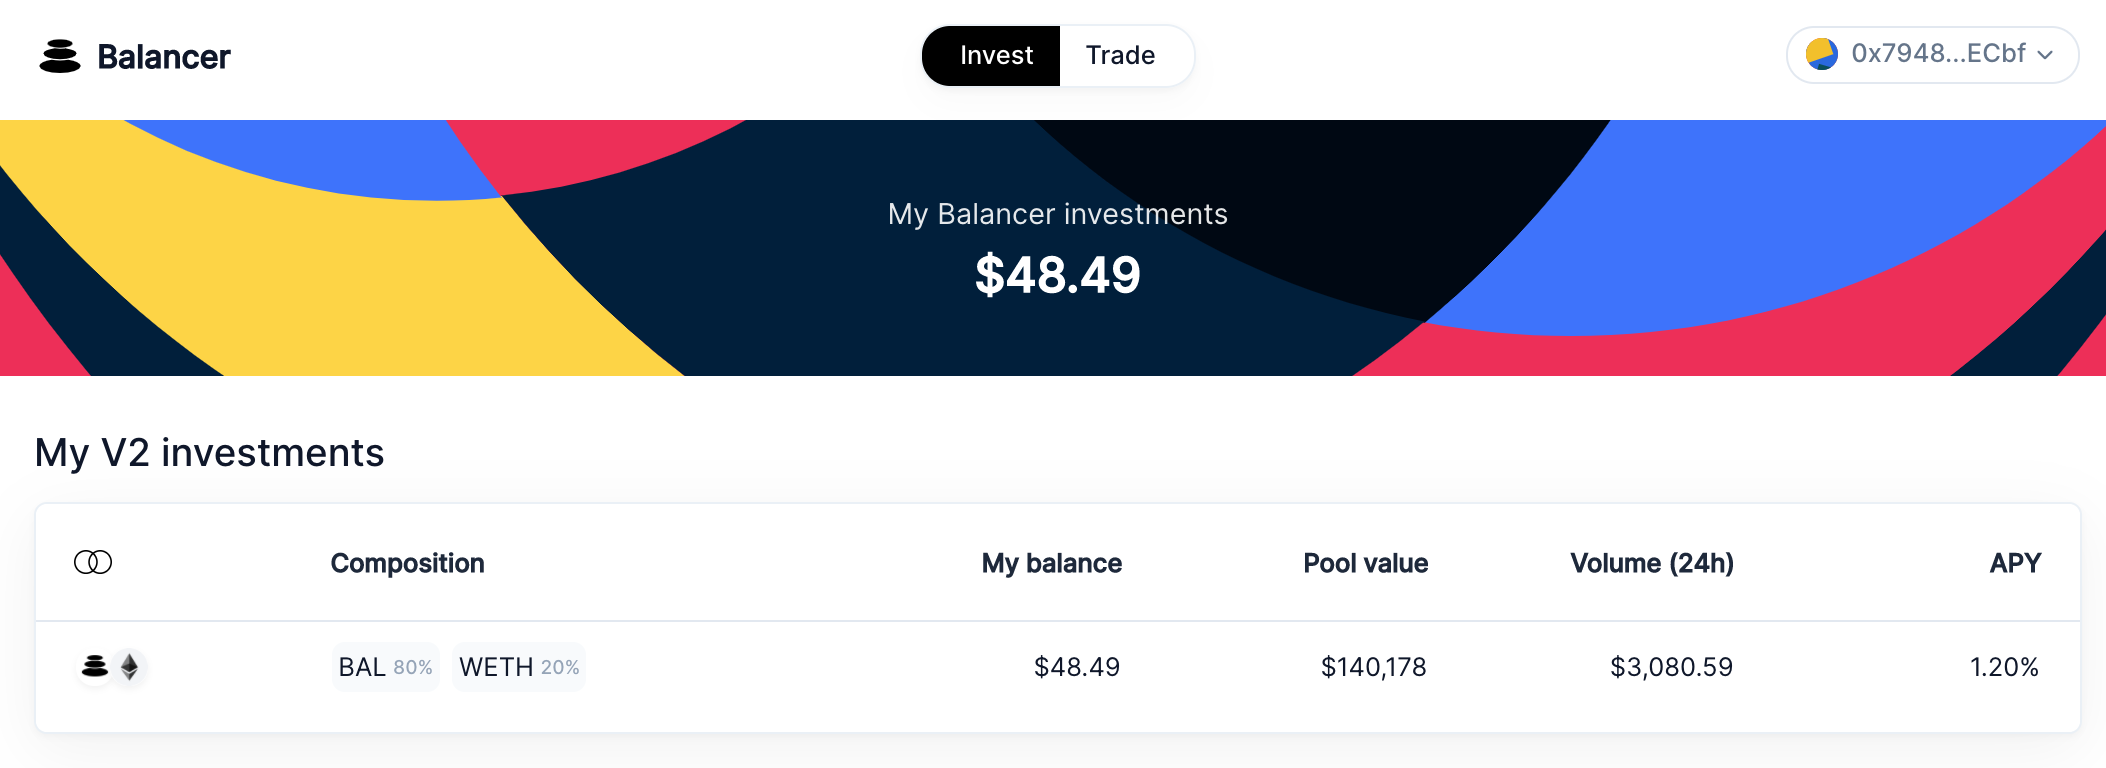 Balancer
Invest Trade
0x7948...ECbf
My Balancer investments
$48.49
My V2 investments
Composition My balance Pool value Volume (24h) APY
BAL 80% WETH 20% $48.49 $140,178 $3,080.59 1.20%